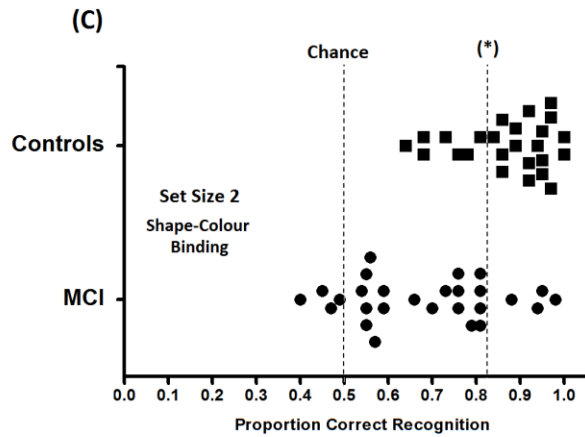 (C)
Chance
(*)
Controls
Set Size 2
Shape-Colour
Binding
MCI
0.0 0.1 0.2 0.3 0.4 0.5 0.6 0.7 0.8 0.9 1.0
Proportion Correct Recognition